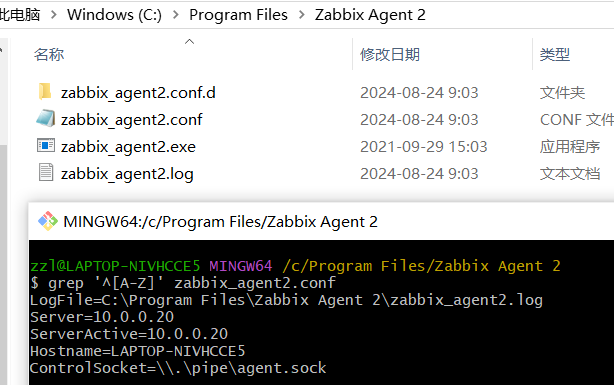 此电脑 > Windows (C:) > Program Files > Zabbix Agent 2
名称 修改日期 类型
zabbix_agent2.conf.d 2024-08-24 9:03 文件夹
zabbix_agent2.conf 2024-08-24 9:03 CONF 文件
zabbix_agent2.exe 2021-09-29 15:03 应用程序
zabbix_agent2.log 2024-08-24 9:03 文本文档
MINGW64:/c/Program Files/Zabbix Agent 2
zzl@LAPTOP-NIVHCCE5 MINGW64 /c/Program Files/Zabbix Agent 2
$ grep '^[A-Z]' zabbix_agent2.conf
LogFile=C:\Program Files\Zabbix Agent 2\zabbix_agent2.log
Server=10.0.0.20
ServerActive=10.0.0.20
Hostname=LAPTOP-NIVHCCE5
ControlSocket=\\.\pipe\agent.sock